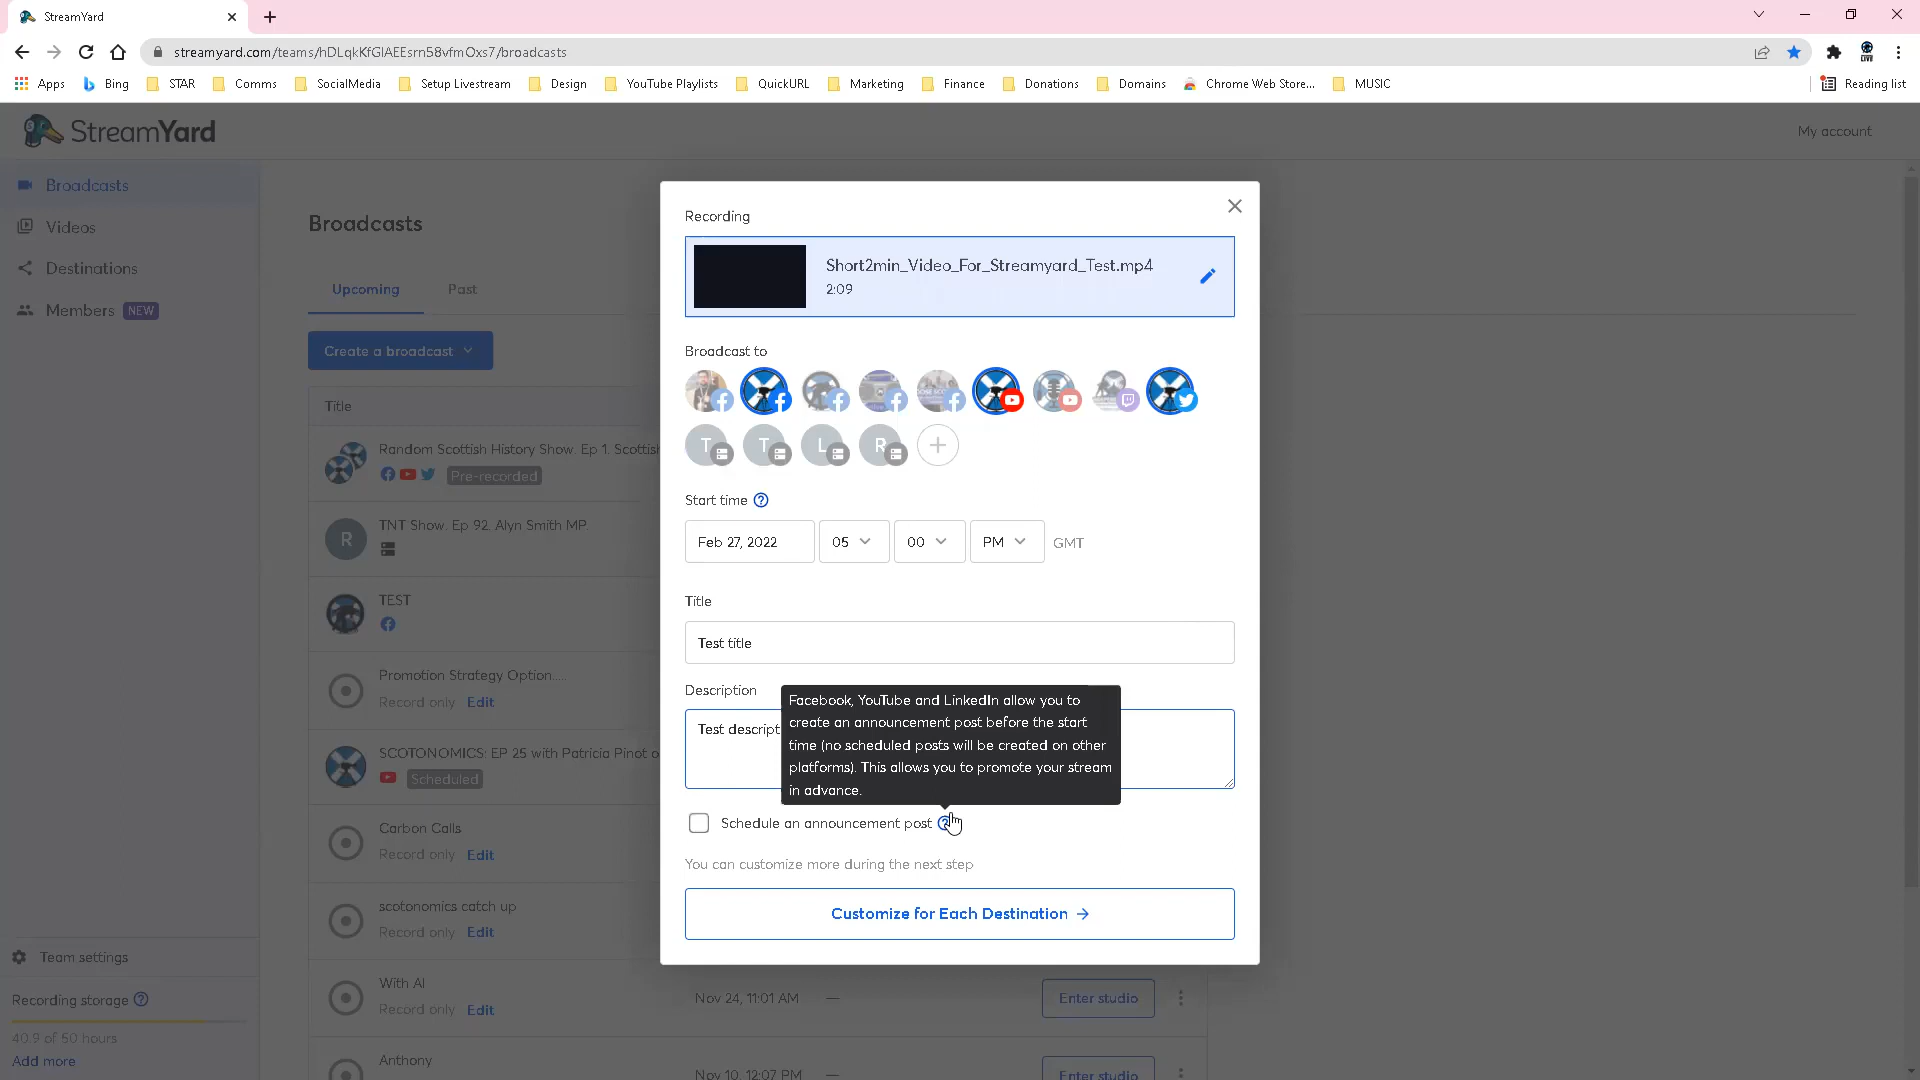 StreamYard
streamyard.com/teams/hDLqkKfGIAEEsrn58vfmOxs7/broadcasts
Apps
Bing
STAR
Comms
SocialMedia
Setup Livestream
Design
YouTube Playlists
QuickURL
Marketing
Finance
Donations
Domains
Chrome Web Store...
MUSIC
Reading list
StreamYard
My account
Broadcasts
Videos
Destinations
Members NEW
Team settings
Recording storage
40.9 of 50 hours
Add more
Broadcasts
Upcoming
Past
Create a broadcast
Title
Random Scottish History Show. Ep 1. Scottish
Pre-recorded
R
TNT Show. Ep 92. Alyn Smith MP.
TEST
Promotion Strategy Option.....
Record only Edit
SCOTONOMICS: EP 25 with Patricia Pinot o
Scheduled
Carbon Calls
Record only Edit
scotonomics catch up
Record only Edit
With Al
Record only Edit
Nov 24, 11:01 AM —
Enter studio
Anthony
Nov 10, 12:07 PM —
Enter studio
Recording
Short2min_Video_For_Streamyard_Test.mp4
2:09
Broadcast to
T T L R
Start time
Feb 27, 2022 05 00 PM GMT
Title
Test title
Description
Test descript
Facebook, YouTube and LinkedIn allow you to
create an announcement post before the start
time (no scheduled posts will be created on other
platforms). This allows you to promote your stream
in advance.
Schedule an announcement post
You can customize more during the next step
Customize for Each Destination →